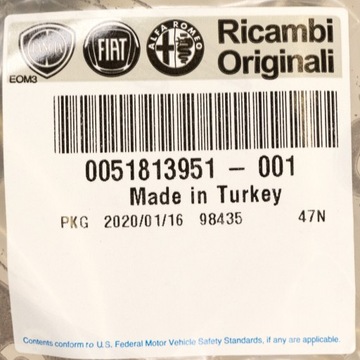 LANCIA FIAT ALFA ROMEO Ricambi
Originali
EOM3
0051813951 - 001
Made in Turkey
PKG 2020/01/16 98435 47N
Contents conform to U.S. Federal Motor Vehicle Safety Standards, if any are applicable.